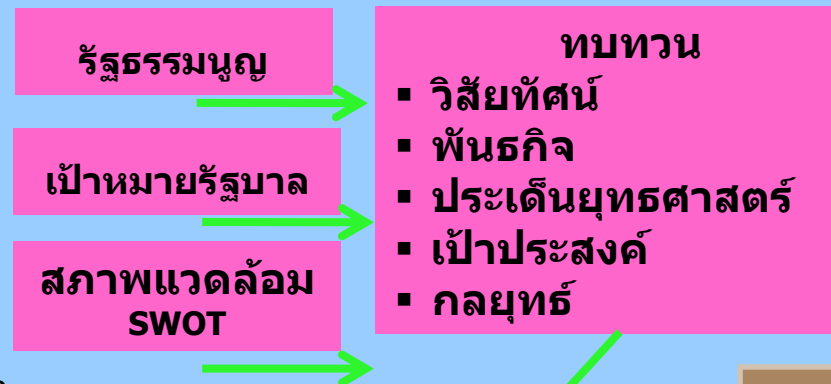 รัฐธรรมนูญ
เป้าหมายรัฐบาล
สภาพแวดล้อม
SWOT
ทบทวน
▪ วิสัยทัศน์
▪ พันธกิจ
▪ ประเด็นยุทธศาสตร์
▪ เป้าประสงค์
▪ กลยุทธ์